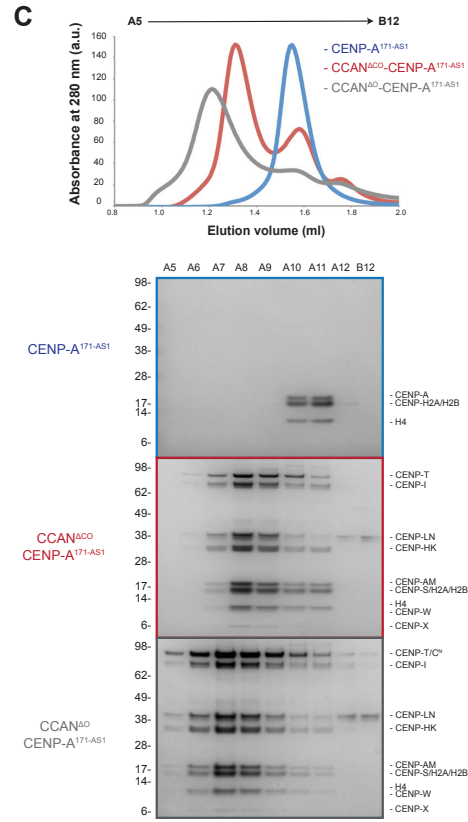 C
A5 B12
- CENP-A171-AS1
- CCANΔCO-CENP-A171-AS1
- CCANΔO-CENP-A171-AS1
Absorbance at 280 nm (a.u.)
160
140
120
100
80
60
40
20
0
0.8 1.0 1.2 1.4 1.6 1.8 2.0
Elution volume (ml)
A5 A6 A7 A8 A9 A10 A11 A12 B12
CENP-A171-AS1
98-
62-
49-
38-
28-
17-
14-
6-
- CENP-A
- CENP-H2A/H2B
- H4
CCANΔCO
CENP-A171-AS1
98-
62-
49-
38-
28-
17-
14-
6-
- CENP-T
- CENP-I
- CENP-LN
- CENP-HK
- CENP-AM
- CENP-S/H2A/H2B
- H4
- CENP-W
- CENP-X
CCANΔO
CENP-A171-AS1
98-
62-
49-
38-
28-
17-
14-
6-
- CENP-T/CN
- CENP-I
- CENP-LN
- CENP-HK
- CENP-AM
- CENP-S/H2A/H2B
- H4
- CENP-W
- CENP-X